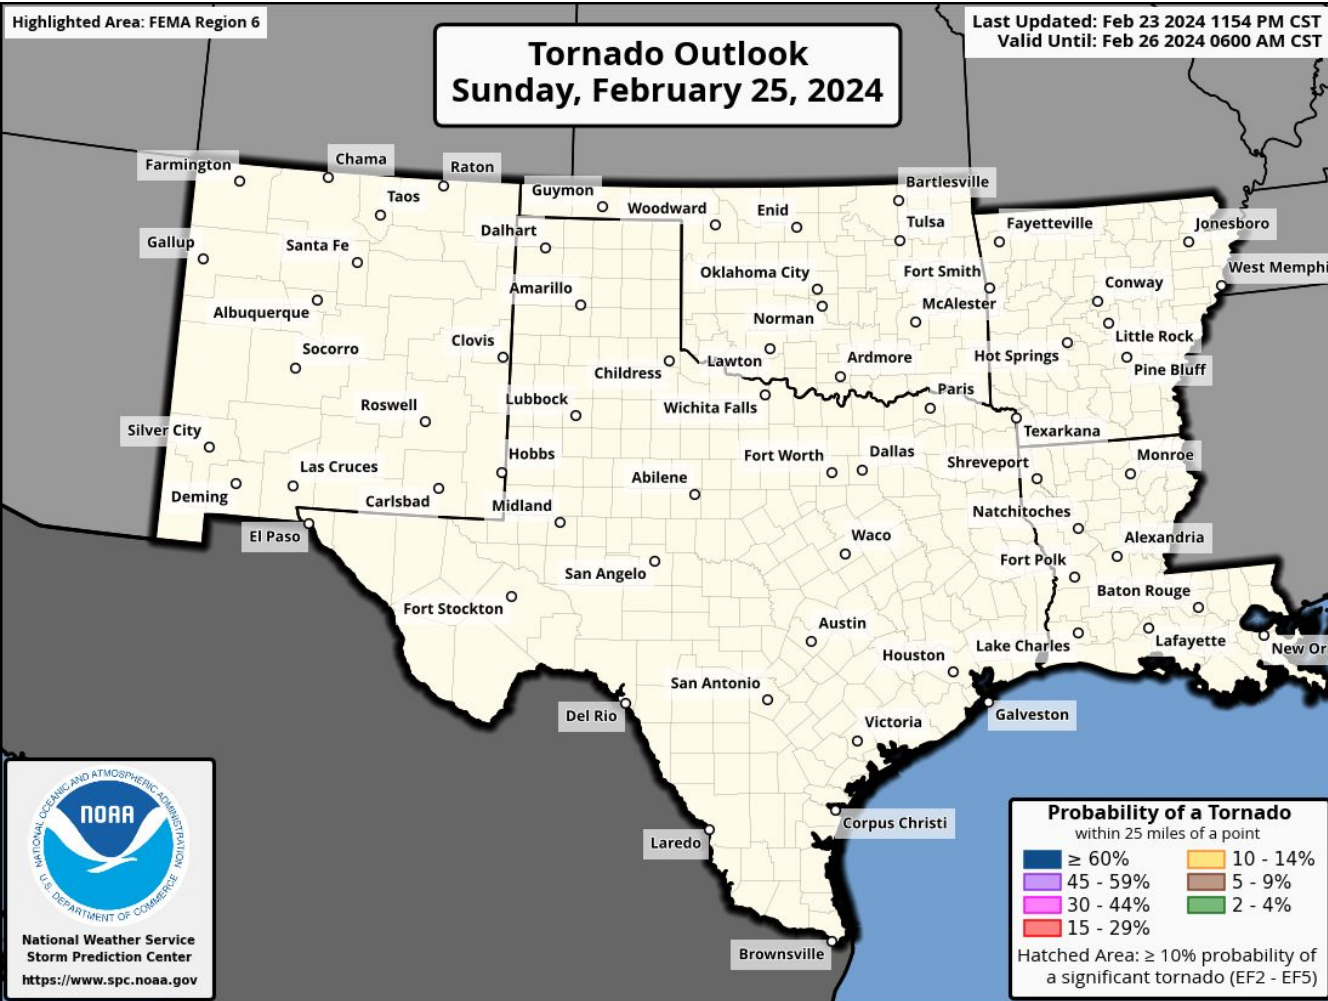 Highlighted Area: FEMA Region 6
Last Updated: Feb 23 2024 1154 PM CST
Valid Until: Feb 26 2024 0600 AM CST
Tornado Outlook
Sunday, February 25, 2024
Farmington
Chama
Raton
Guymon
Bartlesville
Taos
Woodward
Enid
Tulsa
Fayetteville
Jonesboro
Gallup
Santa Fe
Dalhart
Oklahoma City
Fort Smith
West Memphi
Amarillo
Conway
Albuquerque
Norman
McAlester
Socorro
Clovis
Little Rock
Childress
Lawton
Ardmore
Hot Springs
Pine Bluff
Roswell
Lubbock
Wichita Falls
Paris
Silver City
Texarkana
Las Cruces
Hobbs
Fort Worth
Dallas
Shreveport
Monroe
Deming
Carlsbad
Midland
Abilene
Natchitoches
El Paso
Waco
Alexandria
San Angelo
Fort Polk
Fort Stockton
Baton Rouge
Austin
Lake Charles
Lafayette
New Or
Houston
San Antonio
Del Rio
Victoria
Galveston
Corpus Christi
Laredo
Brownsville
NATIONAL OCEANIC AND ATMOSPHERIC ADMINISTRATION
NOAA
U.S. DEPARTMENT OF COMMERCE
National Weather Service
Storm Prediction Center
https://www.spc.noaa.gov
Probability of a Tornado
within 25 miles of a point
≥ 60%
10 - 14%
45 - 59%
5 - 9%
30 - 44%
2 - 4%
15 - 29%
Hatched Area: ≥ 10% probability of
a significant tornado (EF2 - EF5)